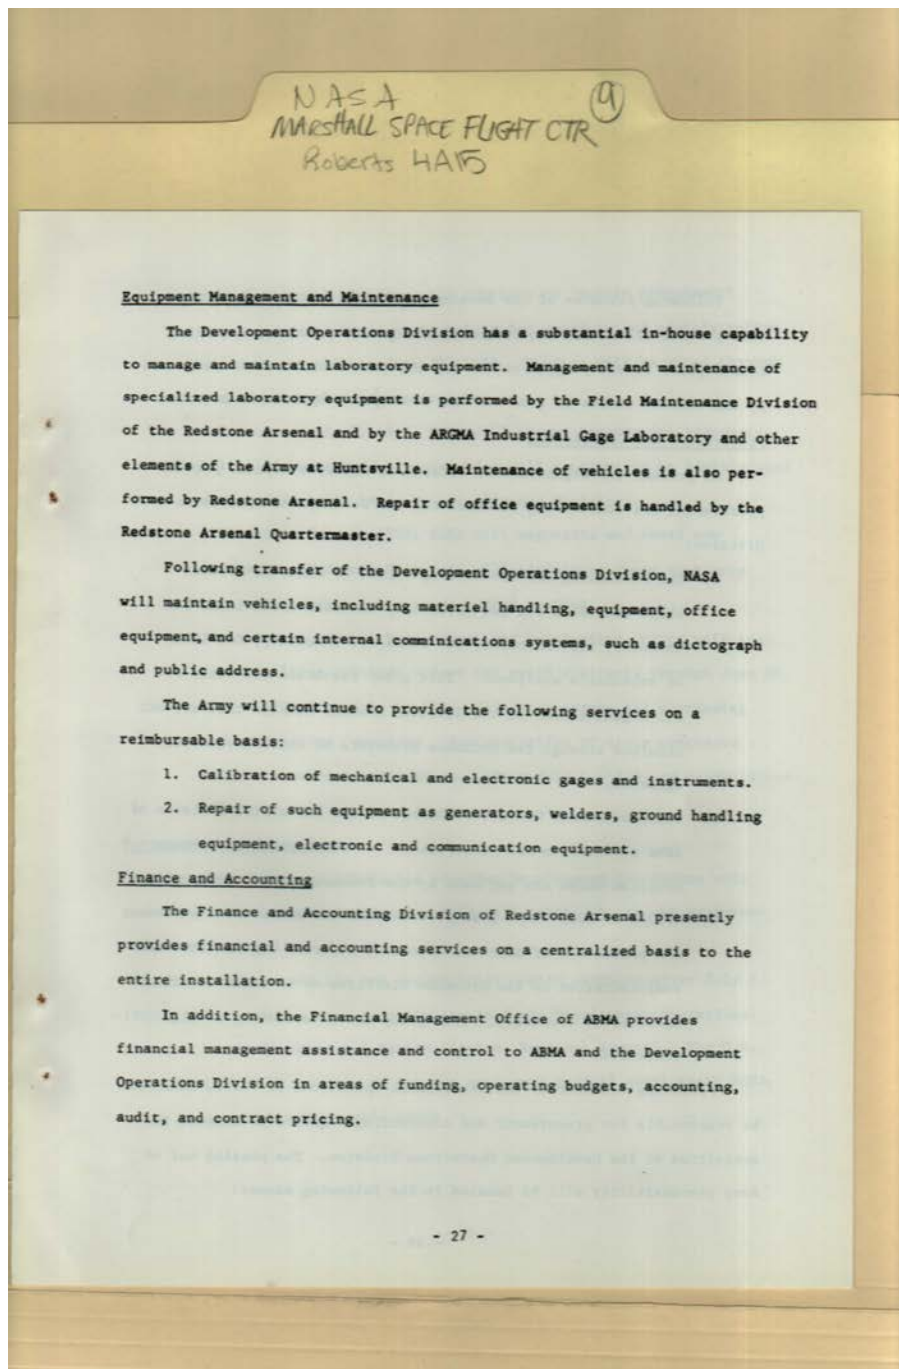 NASA
9
MARSHALL SPACE FLIGHT CTR
Roberts 4A15
Equipment Management and Maintenance
The Development Operations Division has a substantial in-house capability
to manage and maintain laboratory equipment. Management and maintenance of
specialized laboratory equipment is performed by the Field Maintenance Division
of the Redstone Arsenal and by the ARGMA Industrial Gage Laboratory and other
elements of the Army at Huntsville. Maintenance of vehicles is also per-
formed by Redstone Arsenal. Repair of office equipment is handled by the
Redstone Arsenal Quartermaster.
Following transfer of the Development Operations Division, NASA
will maintain vehicles, including materiel handling, equipment, office
equipment, and certain internal comminications systems, such as dictograph
and public address.
The Army will continue to provide the following services on a
reimbursable basis:
1. Calibration of mechanical and electronic gages and instruments.
2. Repair of such equipment as generators, welders, ground handling
equipment, electronic and communication equipment.
Finance and Accounting
The Finance and Accounting Division of Redstone Arsenal presently
provides financial and accounting services on a centralized basis to the
entire installation.
In addition, the Financial Management Office of ABMA provides
financial management assistance and control to ABMA and the Development
Operations Division in areas of funding, operating budgets, accounting,
audit, and contract pricing.
- 27 -